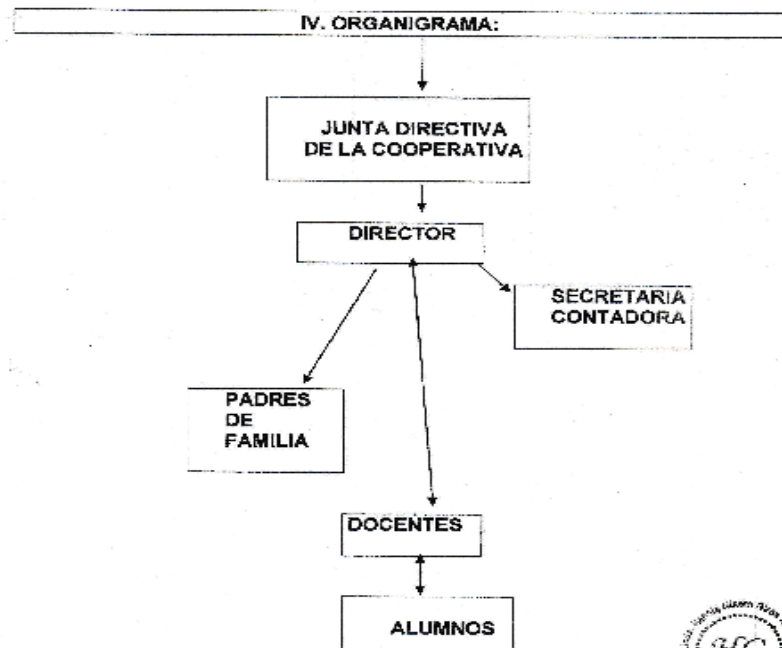 IV. ORGANIGRAMA:
JUNTA DIRECTIVA
DE LA COOPERATIVA
DIRECTOR
SECRETARIA
CONTADORA
PADRES
DE
FAMILIA
DOCENTES
ALUMNOS